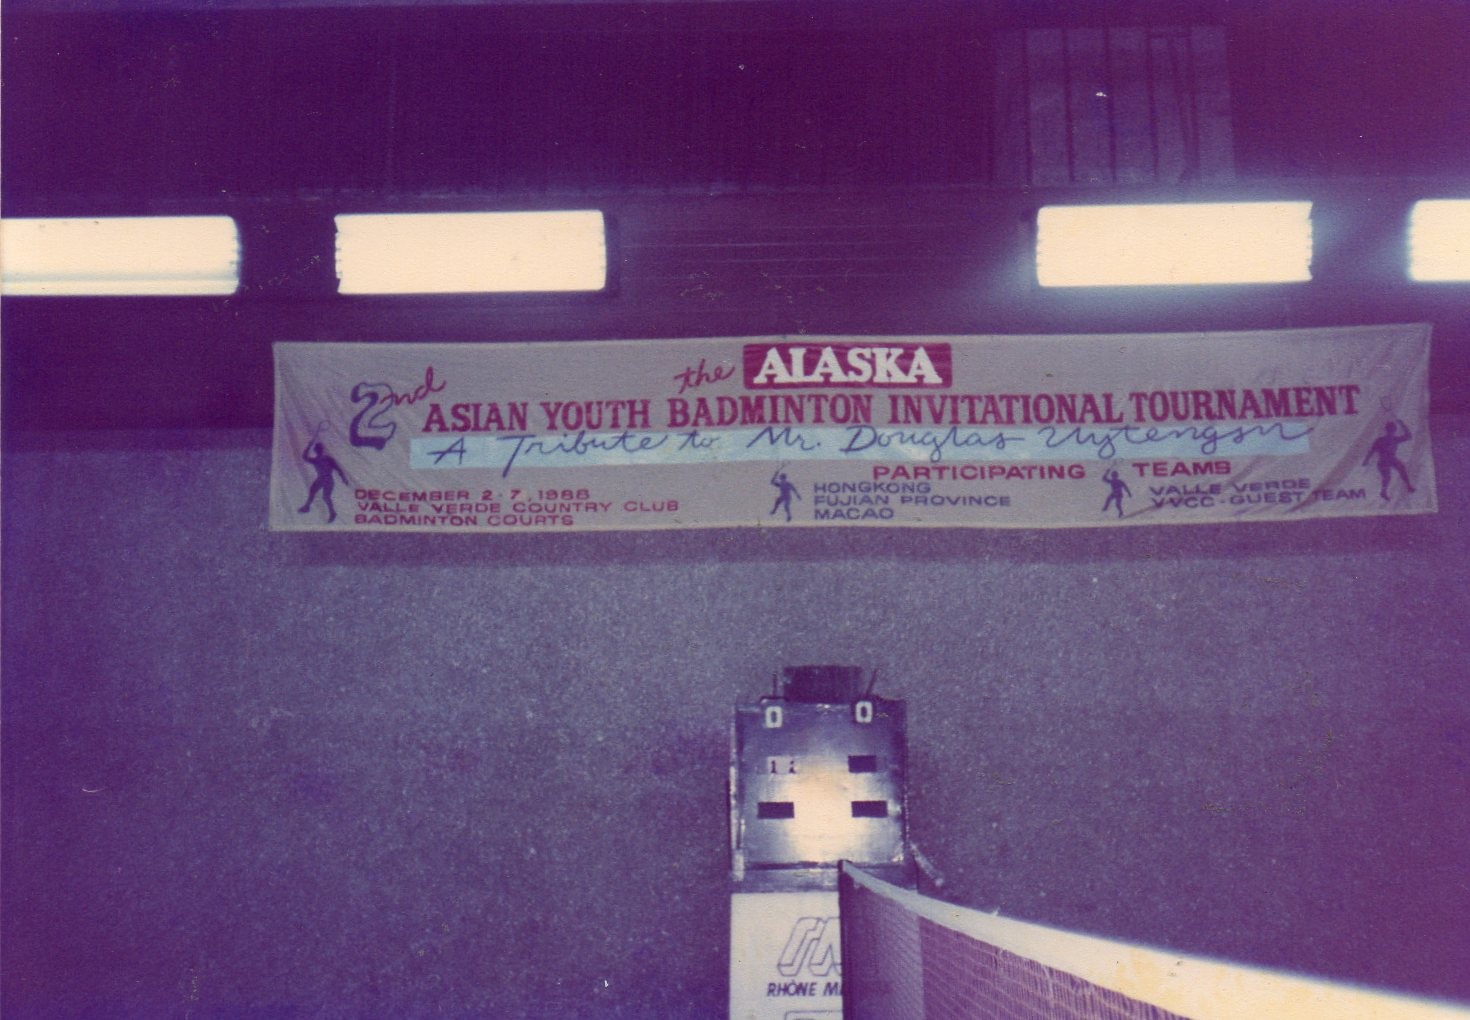 the ALASKA
2nd ASIAN YOUTH BADMINTON INVITATIONAL TOURNAMENT
A Tribute to Mr. Douglas Uytengsu
PARTICIPATING TEAMS
DECEMBER 2-7, 1986
VALLE VERDE COUNTRY CLUB
BADMINTON COURTS
HONGKONG
FUJIAN PROVINCE
MACAO
VALLE VERDE
VVCC-GUEST TEAM
0 0
RHÔNE